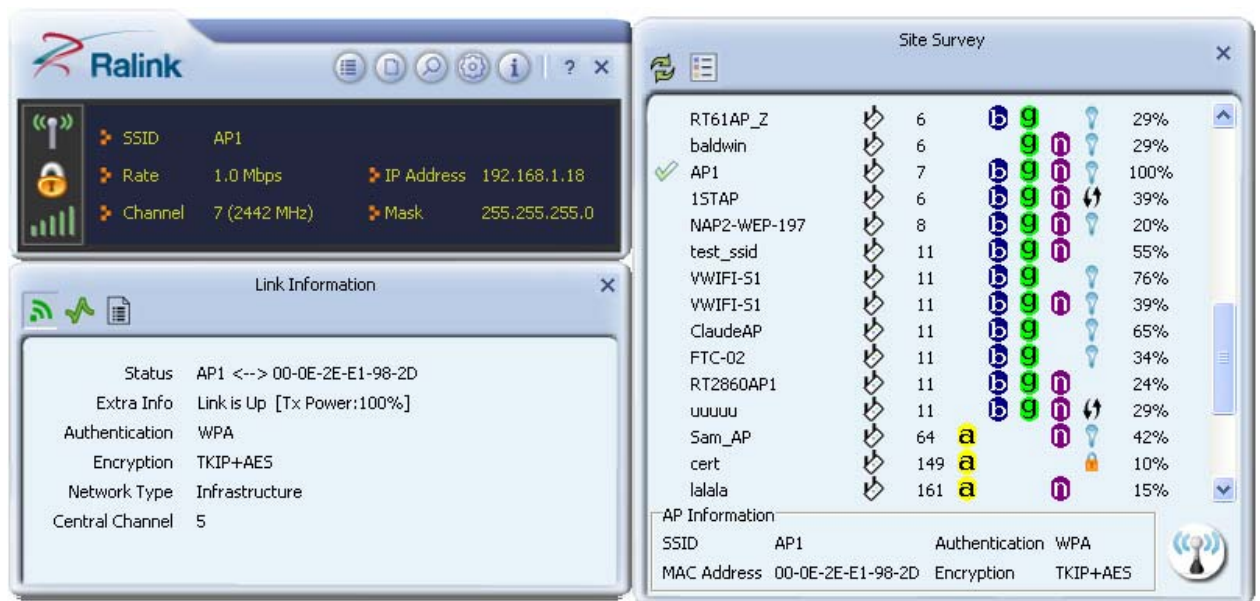 Ralink
? ×
SSID AP1
Rate 1.0 Mbps IP Address 192.168.1.18
Channel 7 (2442 MHz) Mask 255.255.255.0
Link Information
Status AP1 <--> 00-0E-2E-E1-98-2D
Extra Info Link is Up [Tx Power:100%]
Authentication WPA
Encryption TKIP+AES
Network Type Infrastructure
Central Channel 5
Site Survey
RT61AP_Z 6 b g 29%
baldwin 6 g n 29%
AP1 7 b g n 100%
1STAP 6 b g n 39%
NAP2-WEP-197 8 b g n 20%
test_ssid 11 b g n 55%
VWIFI-S1 11 b g 76%
VWIFI-S1 11 b g n 39%
ClaudeAP 11 b g 65%
FTC-02 11 b g 34%
RT2860AP1 11 b g n 24%
uuuuu 11 b g n 29%
Sam_AP 64 a n 42%
cert 149 a 10%
lalala 161 a n 15%
AP Information
SSID AP1 Authentication WPA
MAC Address 00-0E-2E-E1-98-2D Encryption TKIP+AES